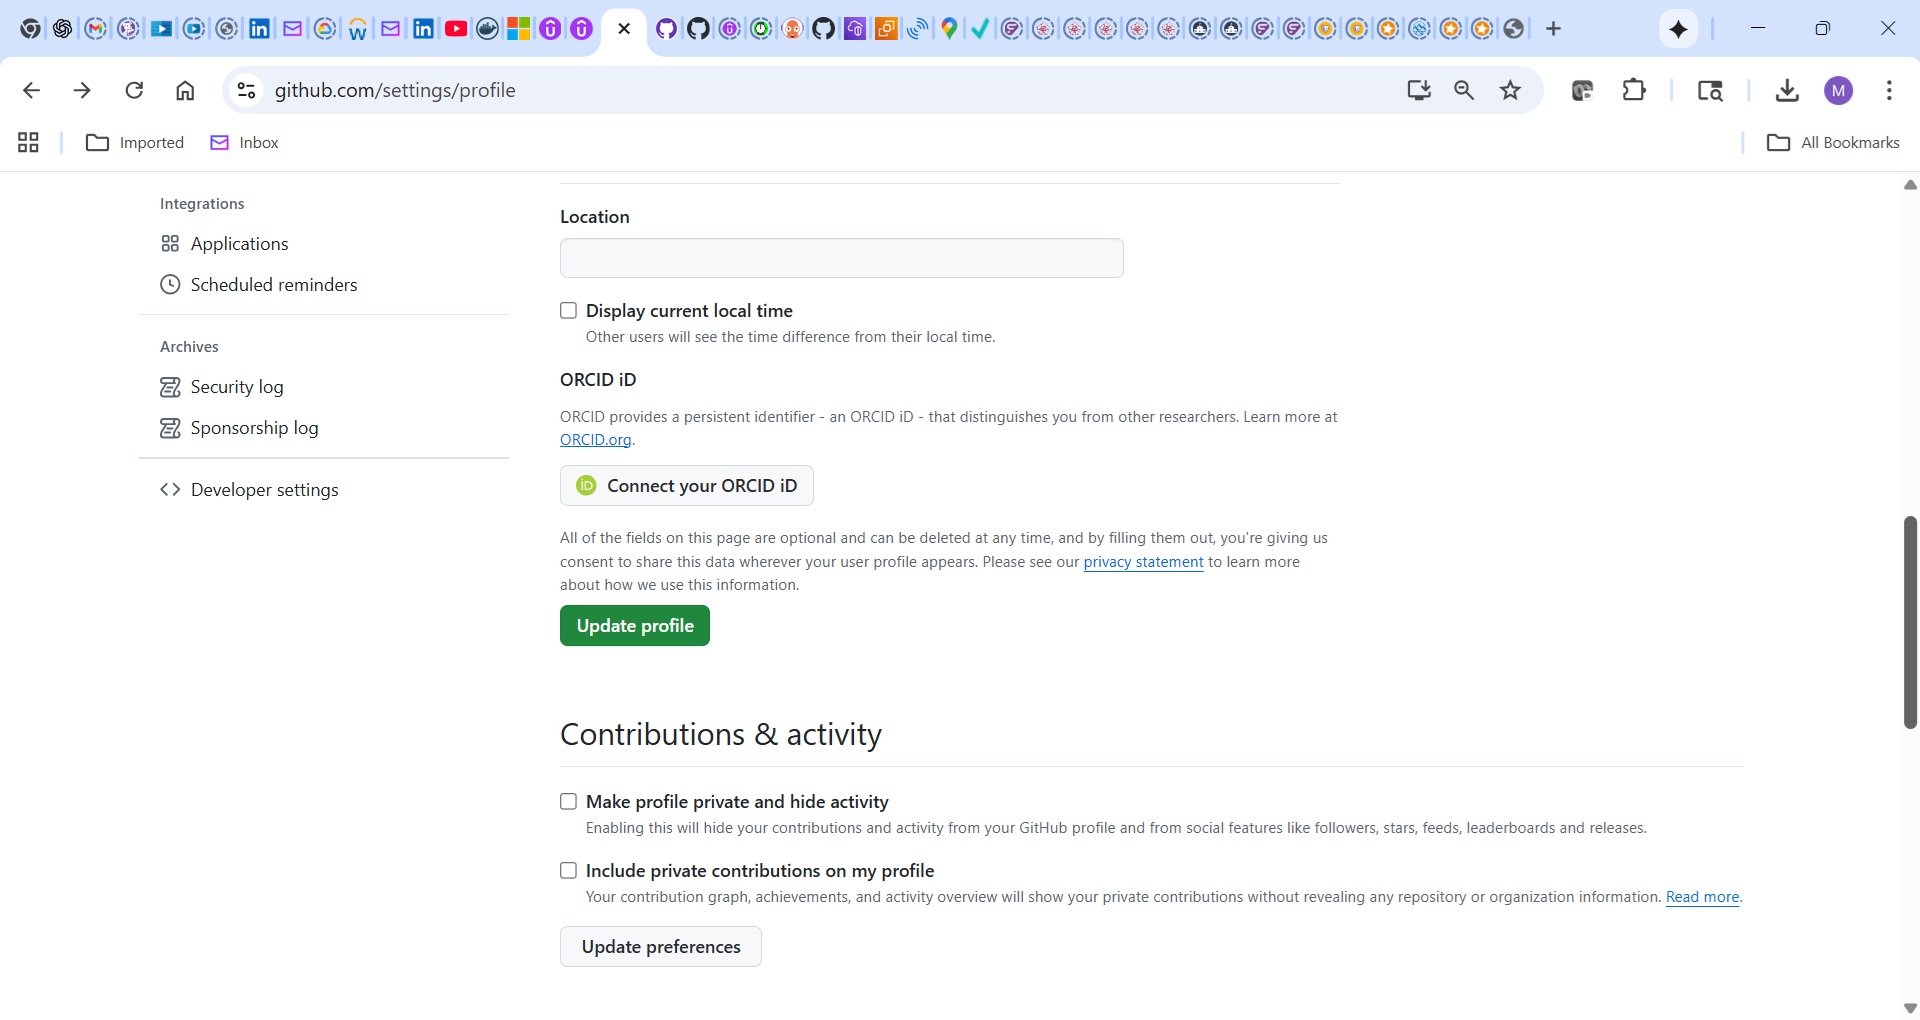 github.com/settings/profile
M
Imported
Inbox
All Bookmarks
Integrations
Applications
Scheduled reminders
Archives
Security log
Sponsorship log
Developer settings
Location
Display current local time
Other users will see the time difference from their local time.
ORCID iD
ORCID provides a persistent identifier - an ORCID iD - that distinguishes you from other researchers. Learn more at
ORCID.org.
iD Connect your ORCID iD
All of the fields on this page are optional and can be deleted at any time, and by filling them out, you're giving us
consent to share this data wherever your user profile appears. Please see our privacy statement to learn more
about how we use this information.
Update profile
Contributions & activity
Make profile private and hide activity
Enabling this will hide your contributions and activity from your GitHub profile and from social features like followers, stars, feeds, leaderboards and releases.
Include private contributions on my profile
Your contribution graph, achievements, and activity overview will show your private contributions without revealing any repository or organization information. Read more.
Update preferences